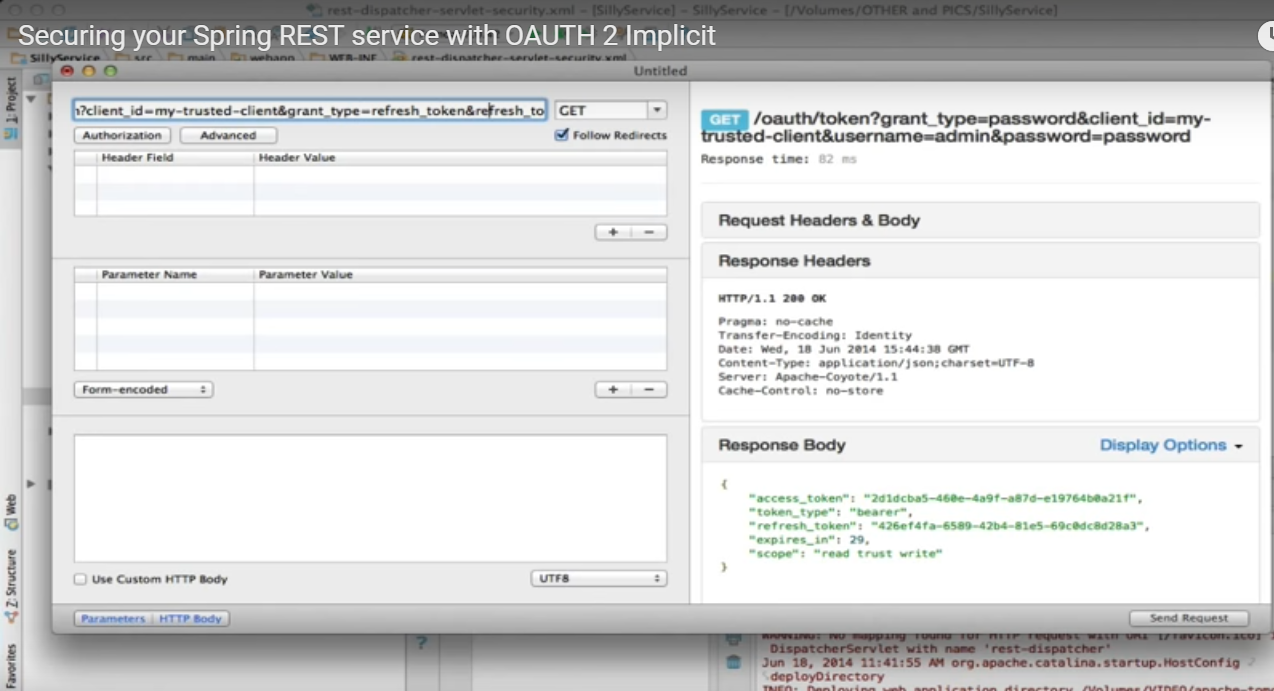 rest-dispatcher-servlet-security.xml - [SillyService] - SillyService - [/Volumes/OTHER and PICS/SillyService]
Securing your Spring REST service with OAUTH 2 Implicit
SillyService src main webapp WEB-INF rest-dispatcher-servlet-security.xml
Untitled
1: Project
?client_id=my-trusted-client&grant_type=refresh_token&refresh_to
GET
Authorization
Advanced
Follow Redirects
Header Field
Header Value
+
−
Parameter Name
Parameter Value
Form-encoded
+
−
Use Custom HTTP Body
UTF8
Parameters
HTTP Body
GET /oauth/token?grant_type=password&client_id=my-
trusted-client&username=admin&password=password
Response time: 82 ms
Request Headers & Body
Response Headers
HTTP/1.1 200 OK
Pragma: no-cache
Transfer-Encoding: Identity
Date: Wed, 18 Jun 2014 15:44:38 GMT
Content-Type: application/json;charset=UTF-8
Server: Apache-Coyote/1.1
Cache-Control: no-store
Response Body
Display Options
{
"access_token": "2d1dcba5-460e-4a9f-a87d-e19764b0a21f",
"token_type": "bearer",
"refresh_token": "426ef4fa-6589-42b4-81e5-69c0dc8d28a3",
"expires_in": 29,
"scope": "read trust write"
}
Send Request
Web
Z: Structure
Favorites
?
WARNING: No mapping found for HTTP request with URI [/favicon.ico]
DispatcherServlet with name 'rest-dispatcher'
Jun 18, 2014 11:41:55 AM org.apache.catalina.startup.HostConfig
deployDirectory
INFO: Deploying web application directory /Volumes/VIDEO/apache-tom